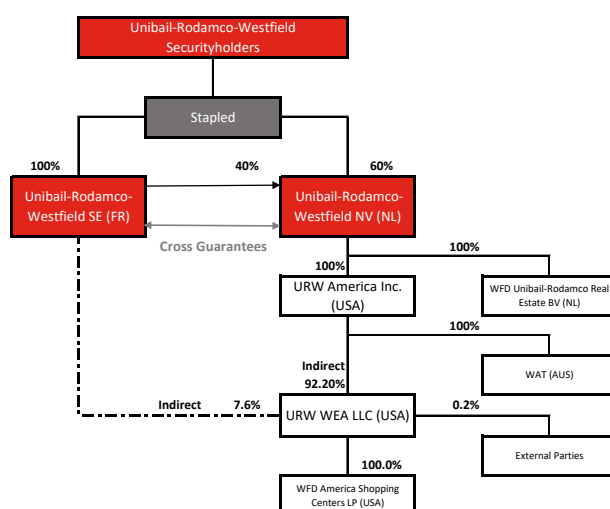 Unibail-Rodamco-Westfield
Securityholders
Stapled
100%
40%
60%
Unibail-Rodamco-
Westfield SE (FR)
Unibail-Rodamco-
Westfield NV (NL)
Cross Guarantees
100%
100%
URW America Inc.
(USA)
WFD Unibail-Rodamco Real
Estate BV (NL)
100%
WAT (AUS)
Indirect
92.20%
Indirect
7.6%
URW WEA LLC (USA)
0.2%
External Parties
100.0%
WFD America Shopping
Centers LP (USA)